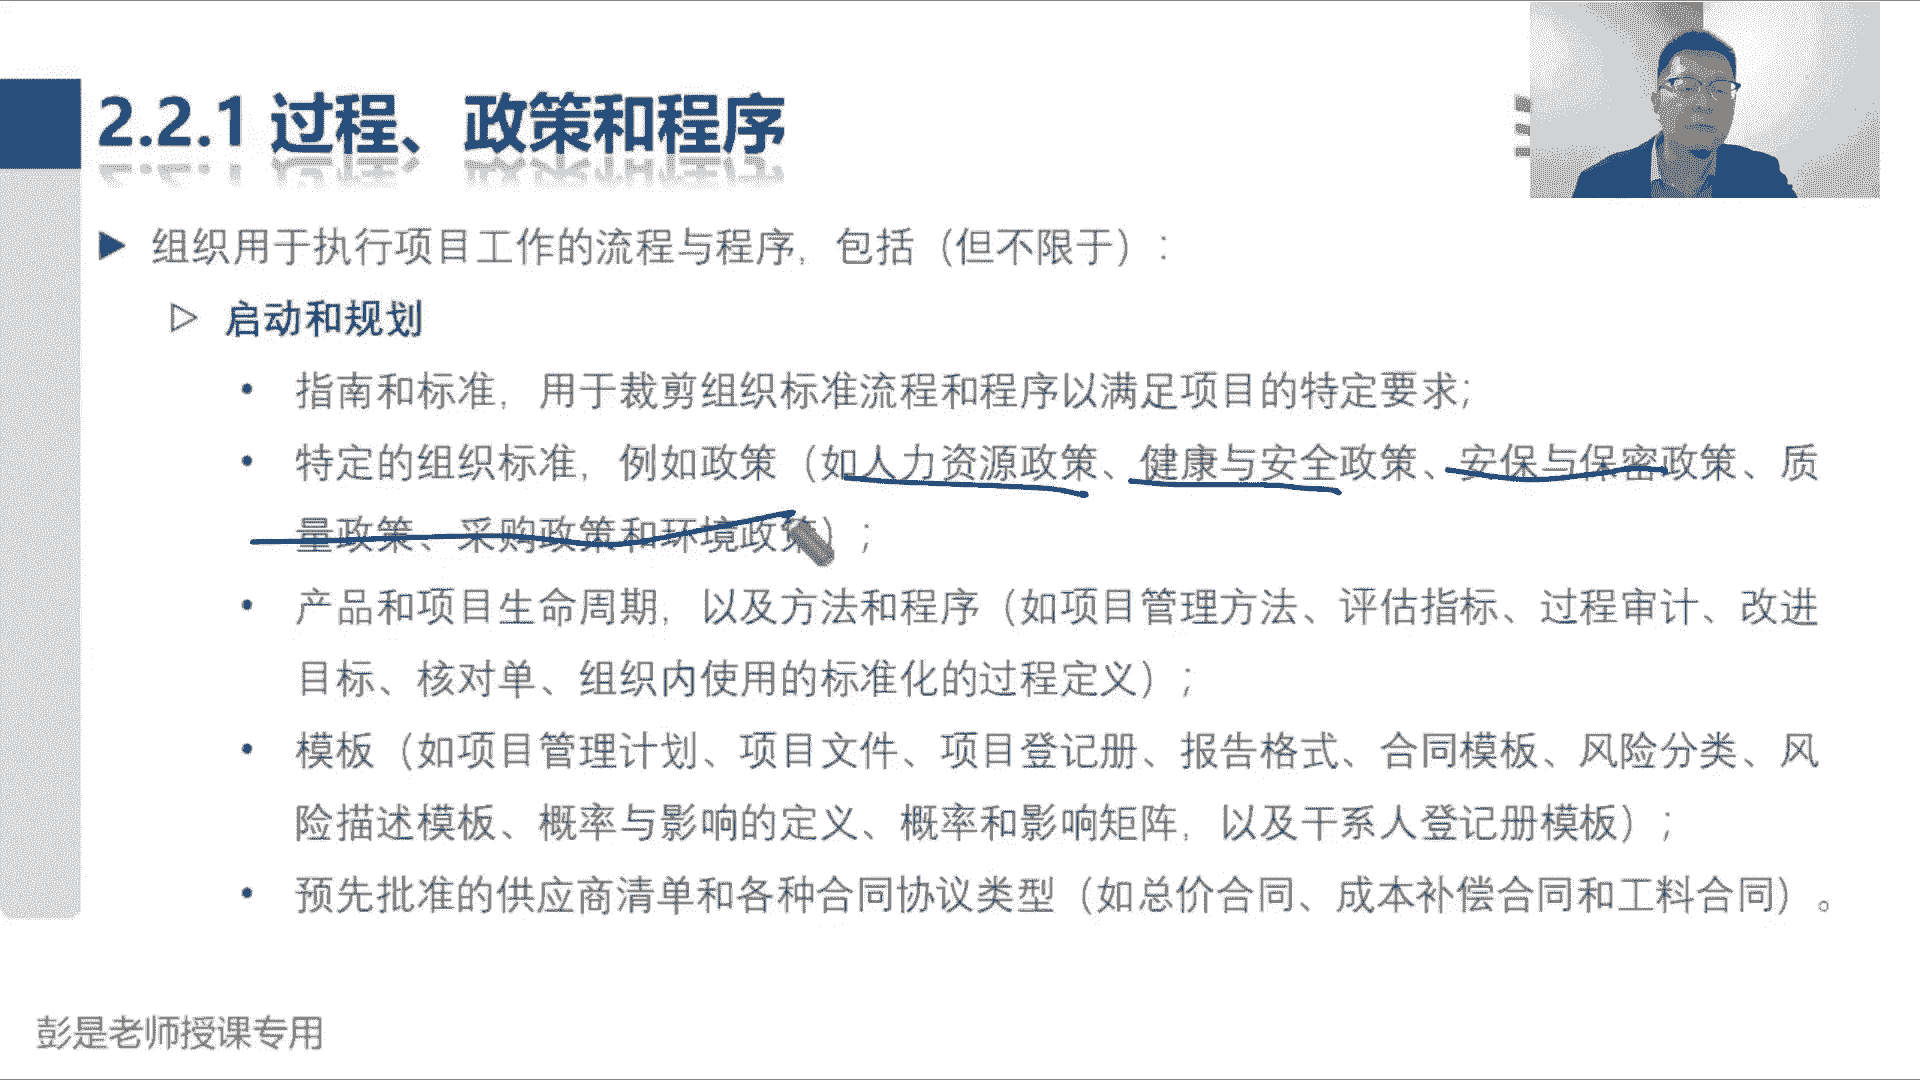 2.2.1 过程、政策和程序
组织用于执行项目工作的流程与程序，包括（但不限于）：
启动和规划
指南和标准，用于裁剪组织标准流程和程序以满足项目的特定要求；
特定的组织标准，例如政策（如人力资源政策、健康与安全政策、安保与保密政策、质
量政策、采购政策和环境政策）；
产品和项目生命周期，以及方法和程序（如项目管理方法、评估指标、过程审计、改进
目标、核对单、组织内使用的标准化的过程定义）；
模板（如项目管理计划、项目文件、项目登记册、报告格式、合同模板、风险分类、风
险描述模板、概率与影响的定义、概率和影响矩阵，以及干系人登记册模板）；
预先批准的供应商清单和各种合同协议类型（如总价合同、成本补偿合同和工料合同）。
彭是老师授课专用